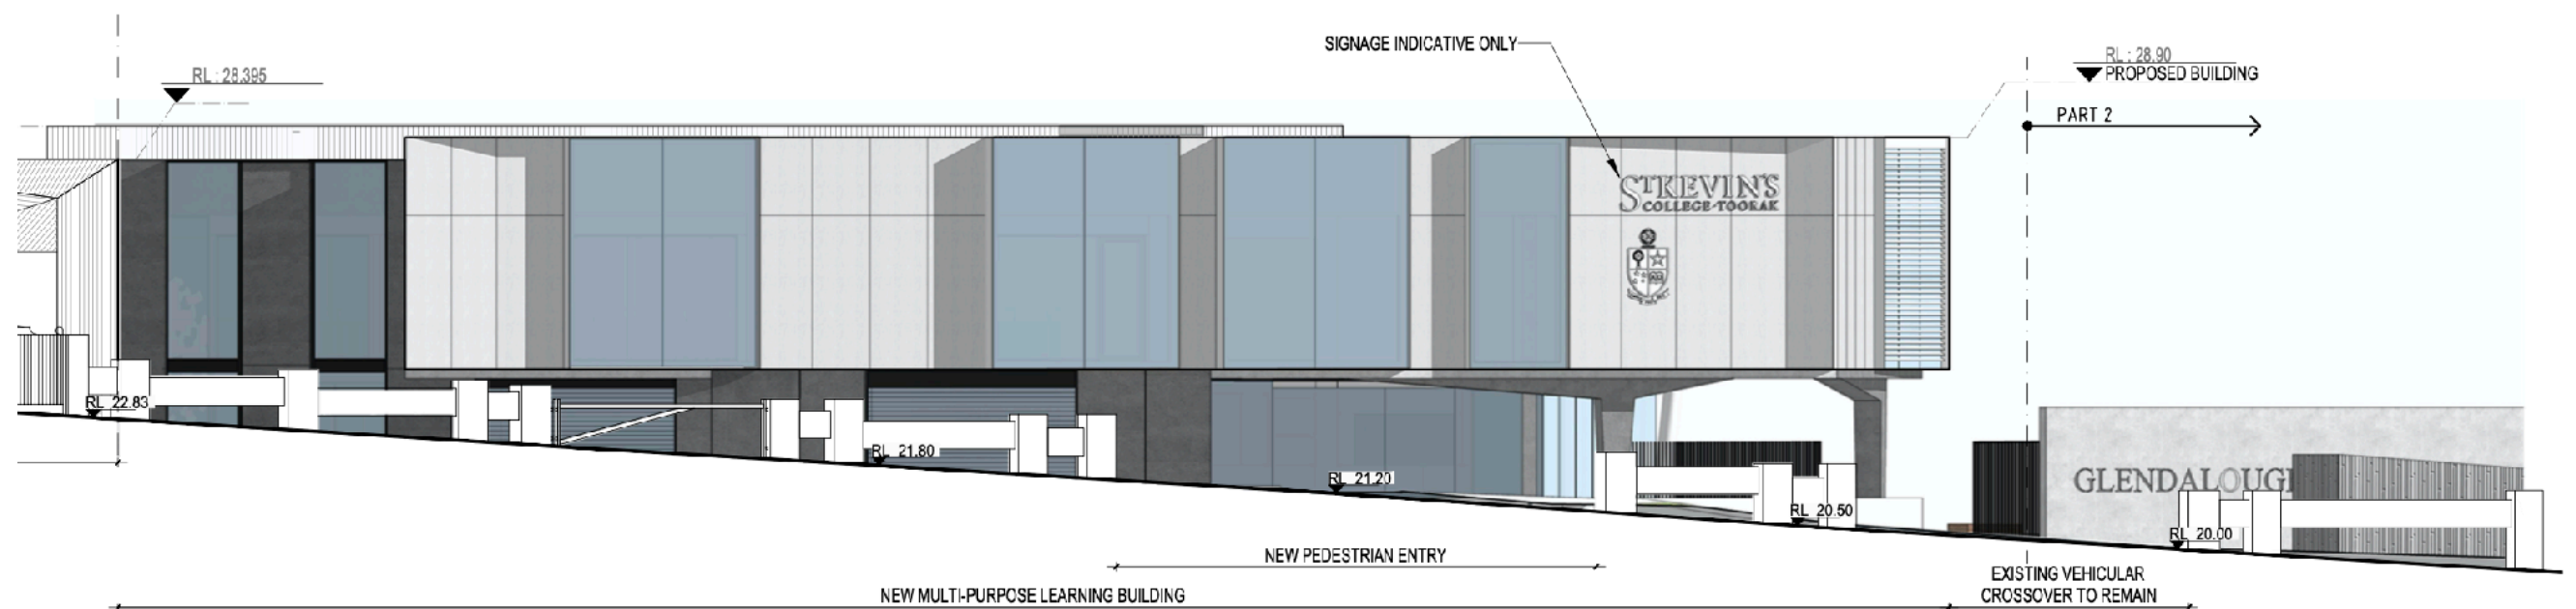 SIGNAGE INDICATIVE ONLY
RL : 28.90
PROPOSED BUILDING
RL : 28.395
PART 2
ST KEVIN'S
COLLEGE·TOORAK
RL 22.83
RL 21.80
RL 21.20
GLENDALOUGH
RL 20.50
RL 20.00
NEW PEDESTRIAN ENTRY
EXISTING VEHICULAR
CROSSOVER TO REMAIN
NEW MULTI-PURPOSE LEARNING BUILDING